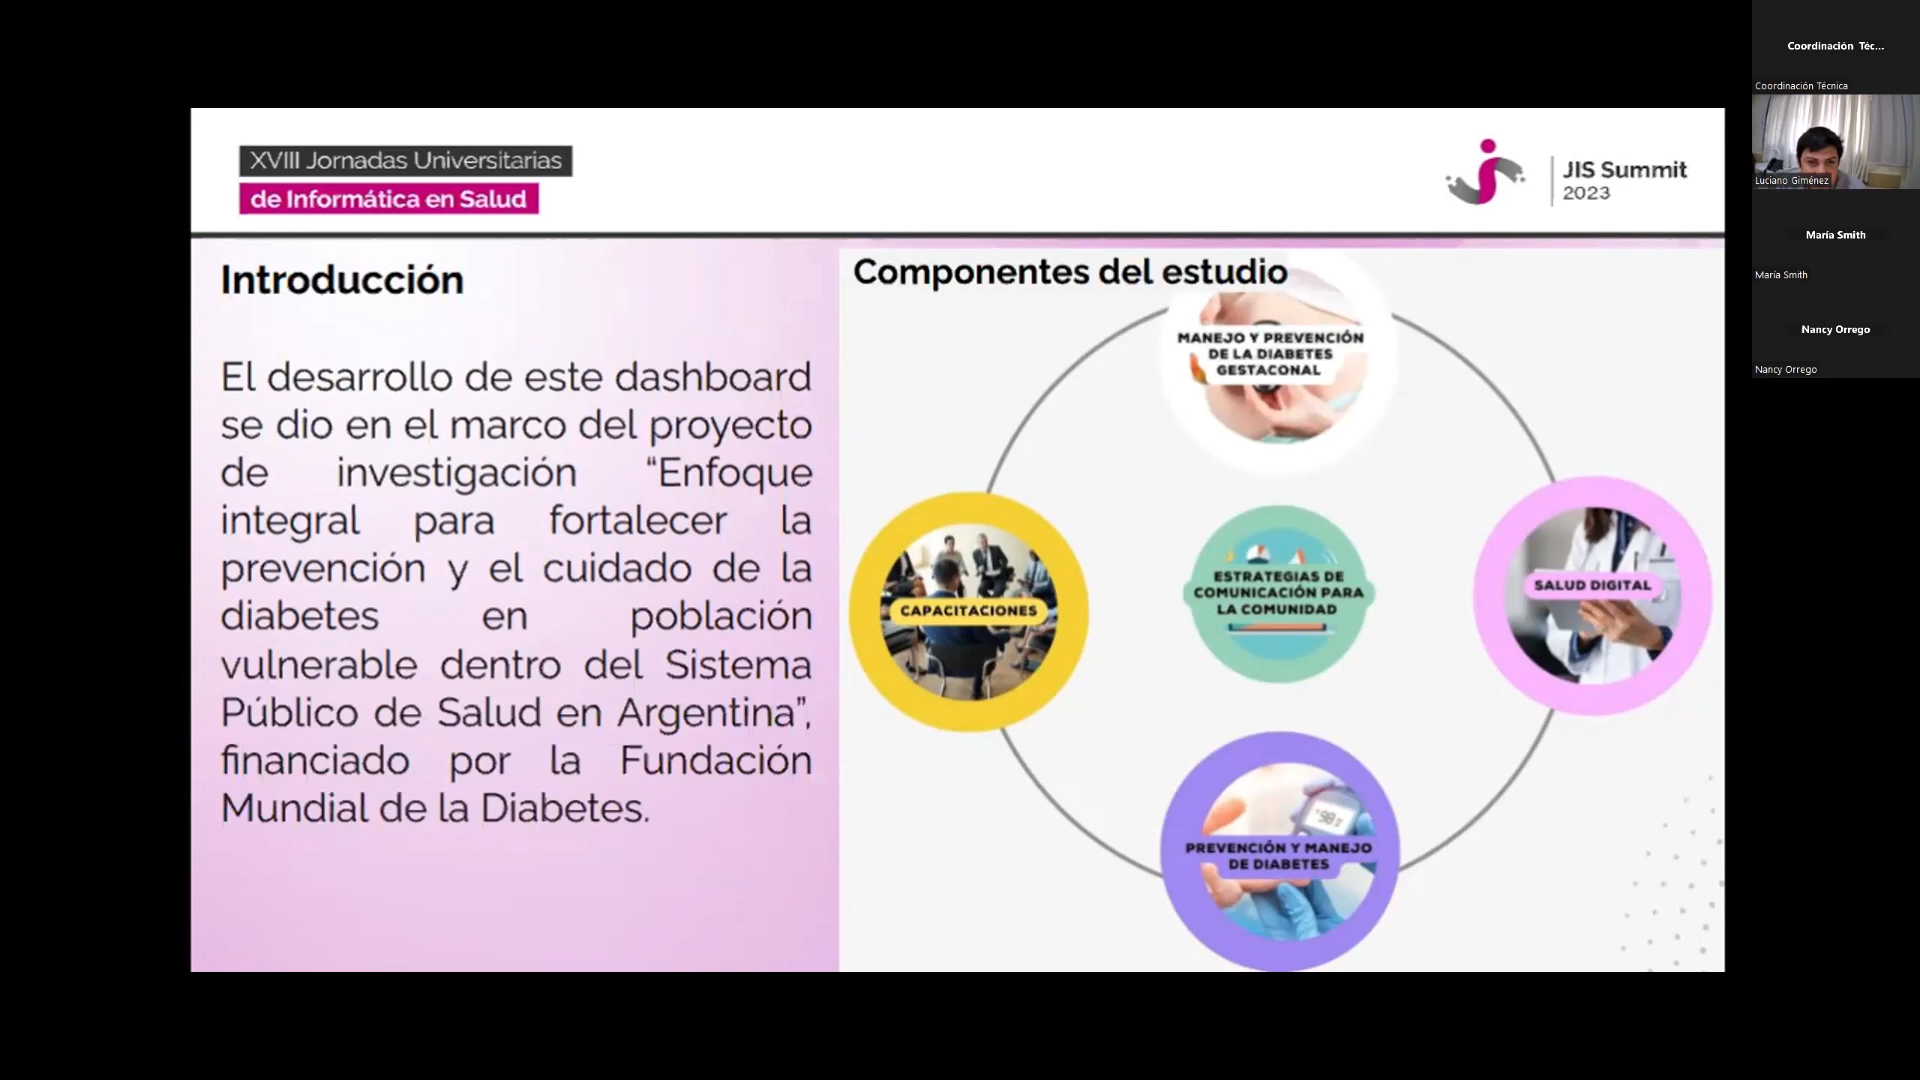 XVIII Jornadas Universitarias
de Informática en Salud
JIS Summit
2023
Introducción
El desarrollo de este dashboard
se dio en el marco del proyecto
de investigación “Enfoque
integral para fortalecer la
prevención y el cuidado de la
diabetes en población
vulnerable dentro del Sistema
Público de Salud en Argentina”,
financiado por la Fundación
Mundial de la Diabetes.
Componentes del estudio
MANEJO Y PREVENCIÓN
DE LA DIABETES
GESTACONAL
CAPACITACIONES
ESTRATEGIAS DE
COMUNICACIÓN PARA
LA COMUNIDAD
SALUD DIGITAL
98
PREVENCIÓN Y MANEJO
DE DIABETES
Coordinación Téc...
Coordinación Técnica
Luciano Giménez
María Smith
María Smith
Nancy Orrego
Nancy Orrego